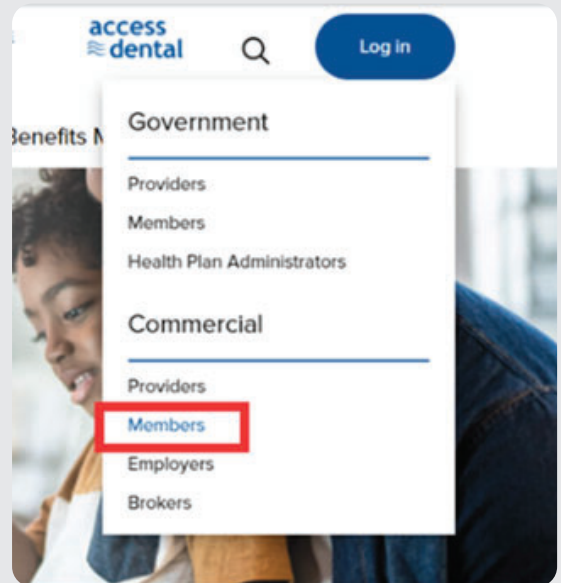 access
dental
Log in
Benefits
Government
Providers
Members
Health Plan Administrators
Commercial
Providers
Members
Employers
Brokers